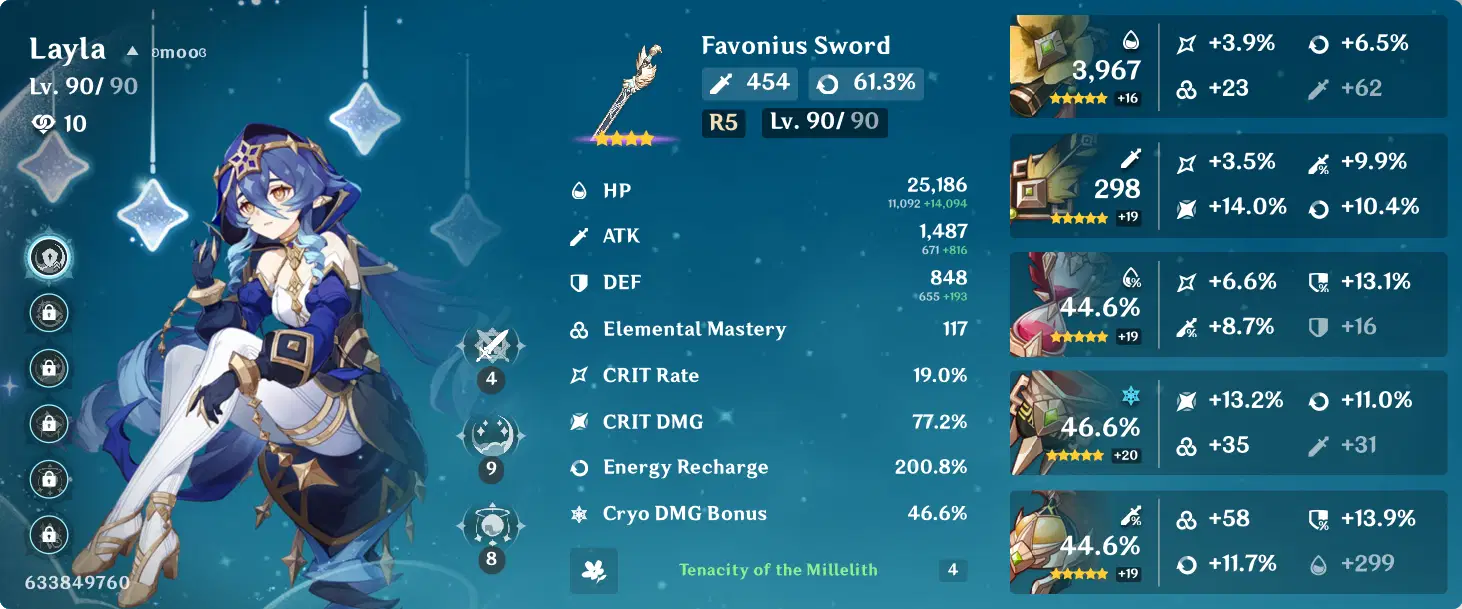 Layla ʚmooɞ
Lv. 90/ 90
10
633849760
4
9
8
Favonius Sword
454 61.3%
R5 Lv. 90/ 90
HP 25,186
11,092 +14,094
ATK 1,487
671 +816
DEF 848
655 +193
Elemental Mastery 117
CRIT Rate 19.0%
CRIT DMG 77.2%
Energy Recharge 200.8%
Cryo DMG Bonus 46.6%
Tenacity of the Millelith 4
3,967
+16
+3.9% +6.5%
+23 +62
298
+19
+3.5% +9.9%
+14.0% +10.4%
44.6%
+19
+6.6% +13.1%
+8.7% +16
46.6%
+20
+13.2% +11.0%
+35 +31
44.6%
+19
+58 +13.9%
+11.7% +299